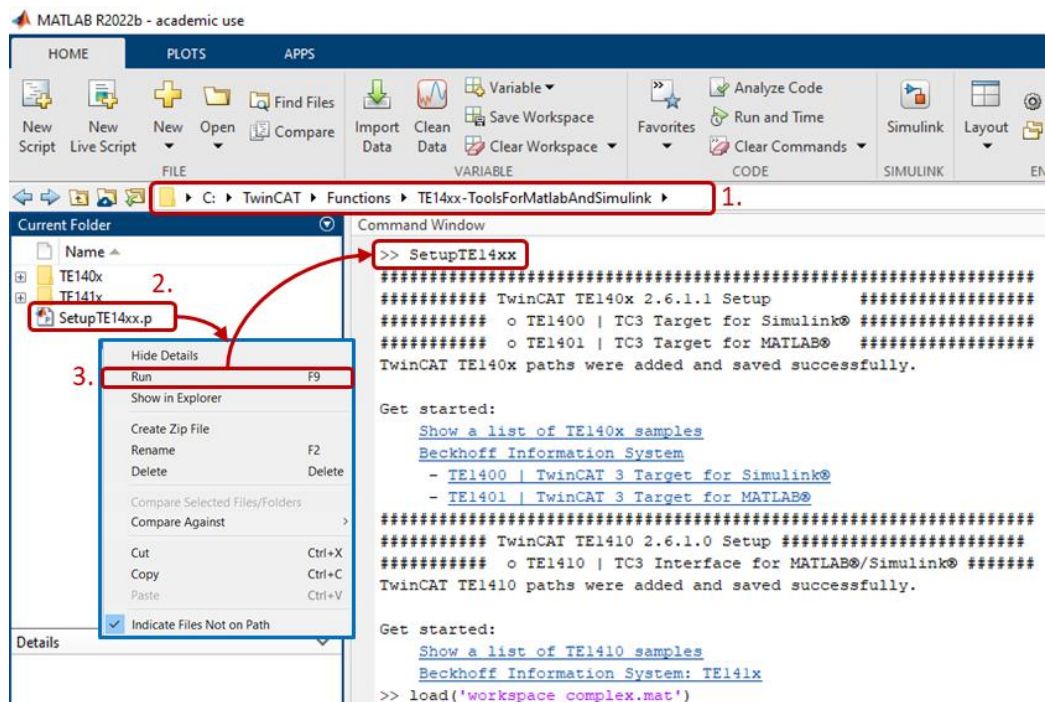 MATLAB R2022b - academic use
HOME PLOTS APPS
New Script
New Live Script
New
Open
Find Files
Compare
FILE
Import Data
Clean Data
Variable
Save Workspace
Clear Workspace
VARIABLE
Favorites
Analyze Code
Run and Time
Clear Commands
CODE
Simulink
SIMULINK
Layout
EN
C: TwinCAT Functions TE14xx-ToolsForMatlabAndSimulink
1.
Current Folder
Name
TE140x
TE141x
SetupTE14xx.p
2.
3.
Hide Details
Run F9
Show in Explorer
Create Zip File
Rename F2
Delete Delete
Compare Selected Files/Folders
Compare Against
Cut Ctrl+X
Copy Ctrl+C
Paste Ctrl+V
Indicate Files Not on Path
Details
Command Window
>> SetupTE14xx
###################################################################
########### TwinCAT TE140x 2.6.1.1 Setup ##################
########### o TE1400 | TC3 Target for Simulink® ##################
########### o TE1401 | TC3 Target for MATLAB® ##################
TwinCAT TE140x paths were added and saved successfully.
Get started:
Show a list of TE140x samples
Beckhoff Information System
- TE1400 | TwinCAT 3 Target for Simulink®
- TE1401 | TwinCAT 3 Target for MATLAB®
###################################################################
########### TwinCAT TE1410 2.6.1.0 Setup #########################
########### o TE1410 | TC3 Interface for MATLAB®/Simulink® #######
TwinCAT TE1410 paths were added and saved successfully.
Get started:
Show a list of TE1410 samples
Beckhoff Information System: TE141x
>> load('workspace_complex.mat')